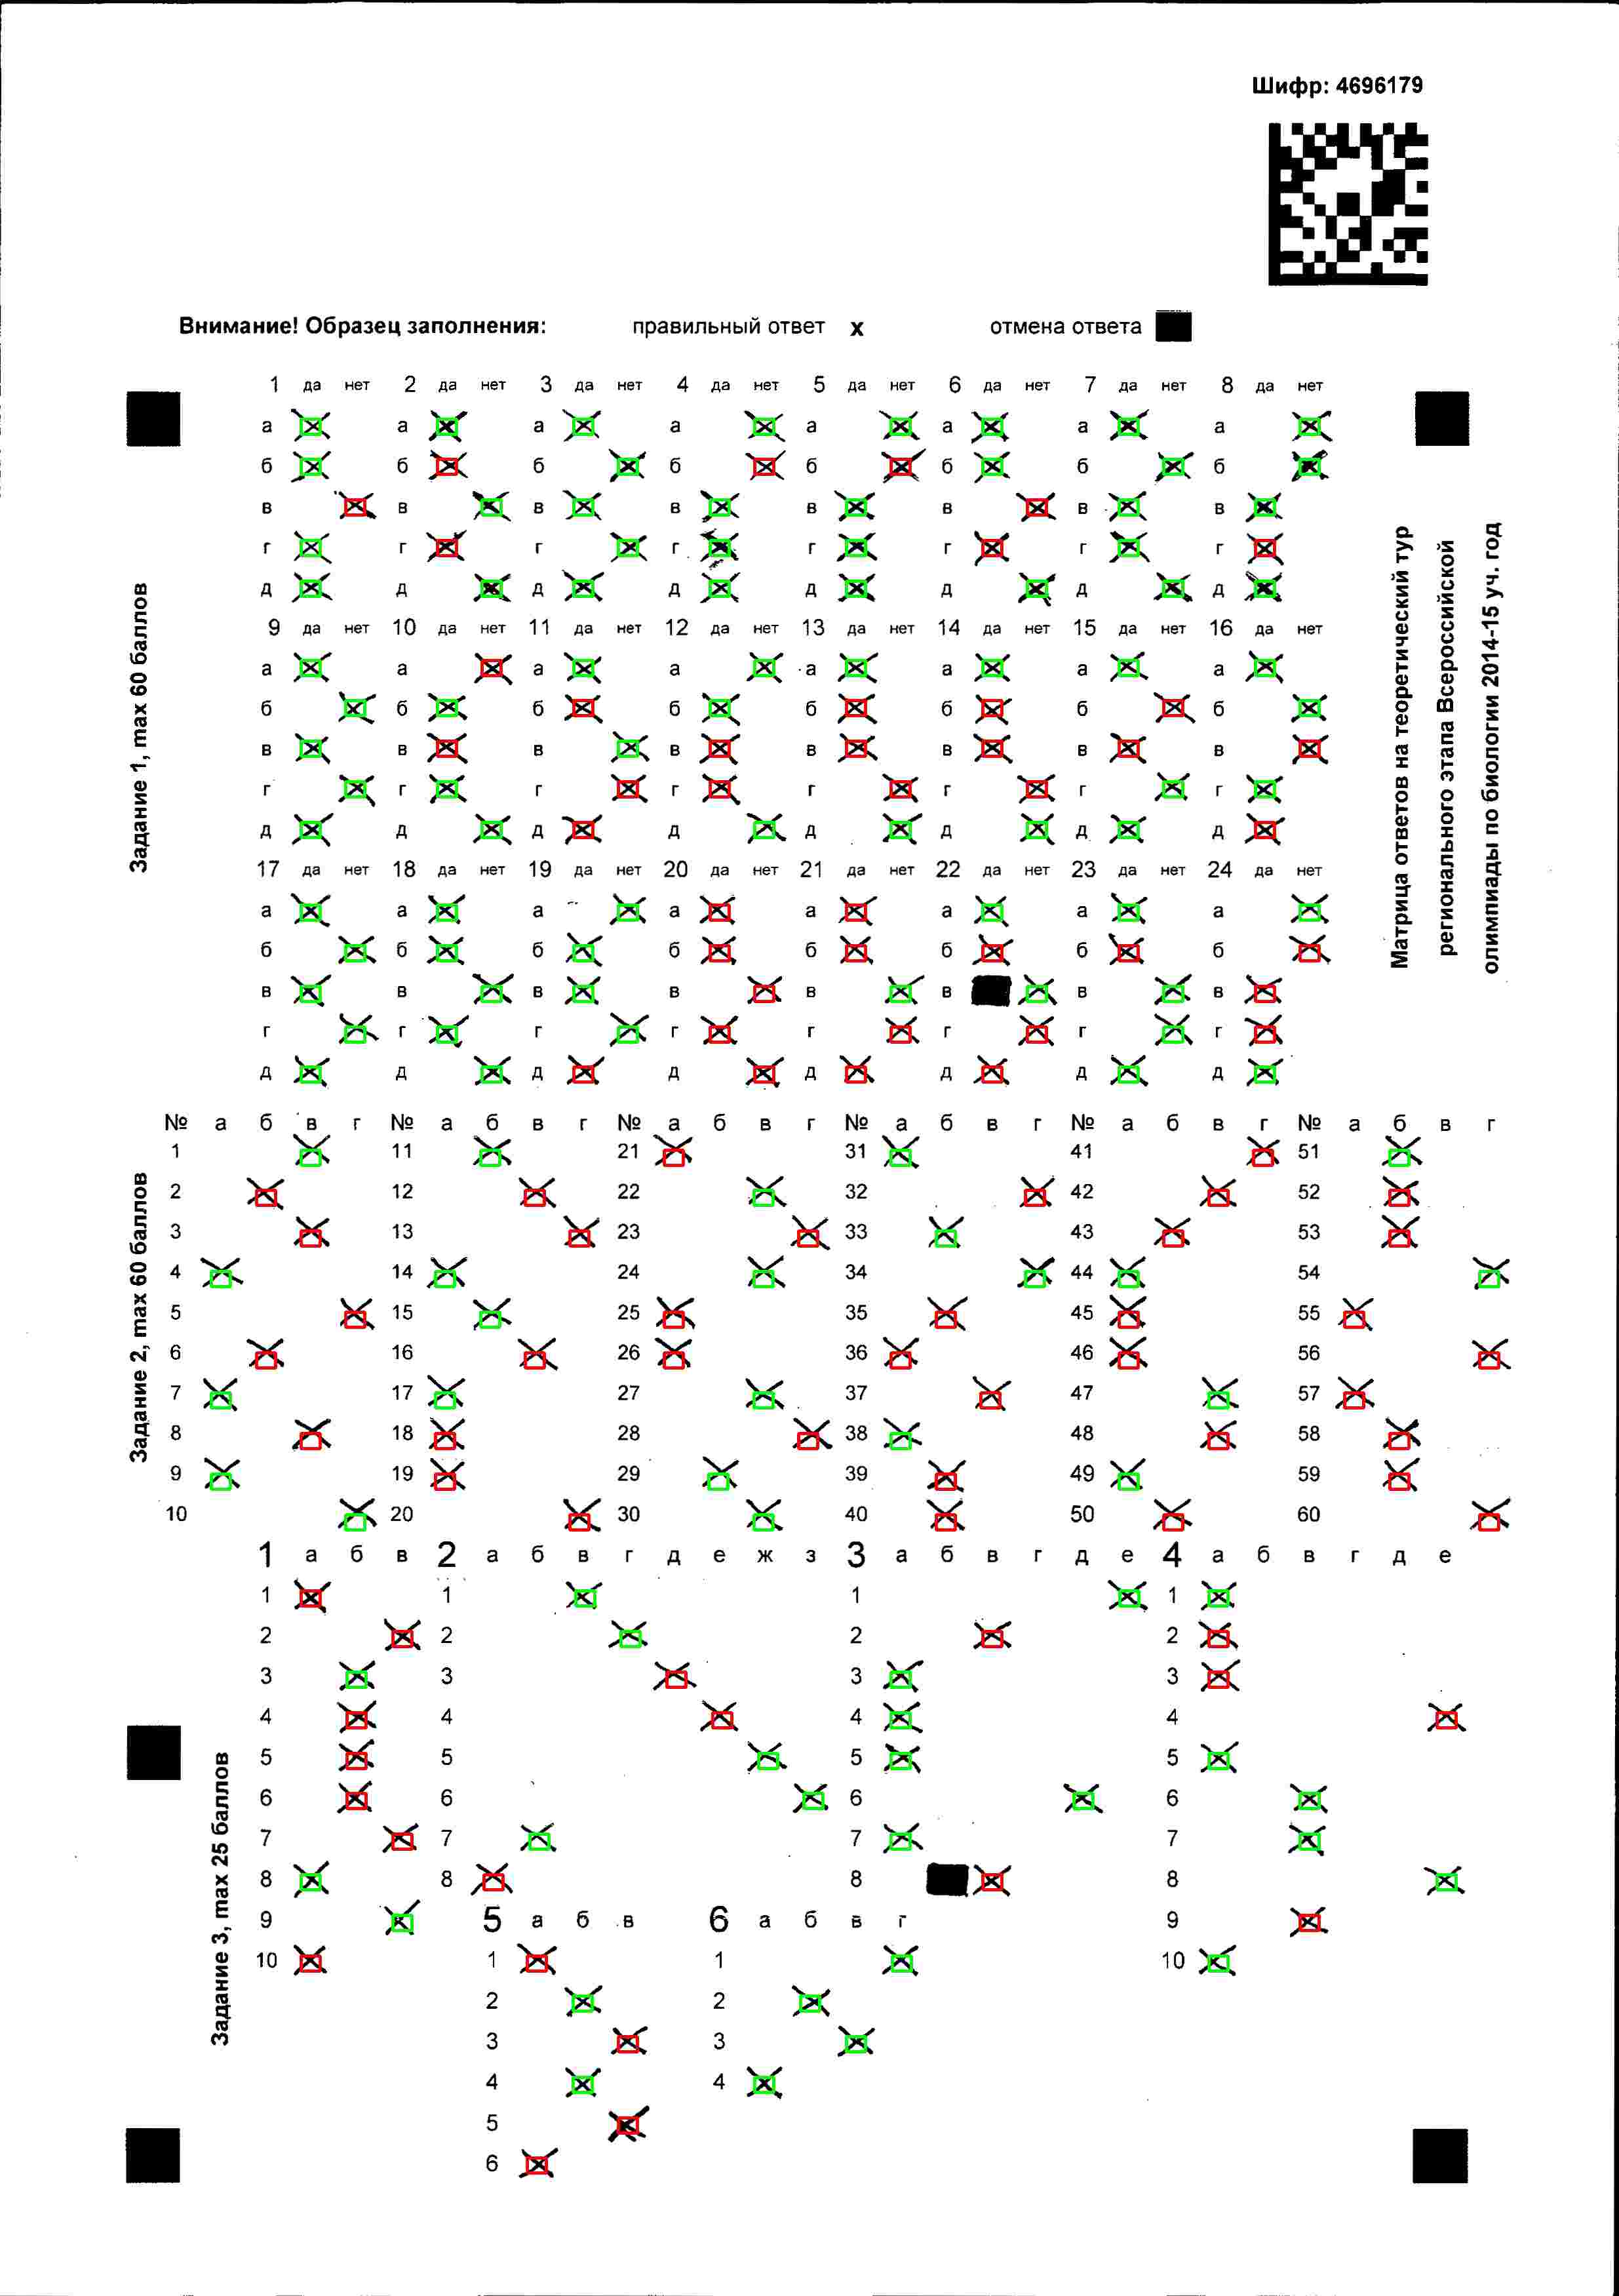 Шифр: 4696179
Внимание! Образец заполнения: правильный ответ x отмена ответа
1 да нет 2 да нет 3 да нет 4 да нет 5 да нет 6 да нет 7 да нет 8 да нет
а а а а а а а а
б б б б б б б б
в в в в в в в в
г г г г г г г г
д д д д д д д д
9 да нет 10 да нет 11 да нет 12 да нет 13 да нет 14 да нет 15 да нет 16 да нет
а а а а а а а а
б б б б б б б б
в в в в в в в в
г г г г г г г г
д д д д д д д д
17 да нет 18 да нет 19 да нет 20 да нет 21 да нет 22 да нет 23 да нет 24 да нет
а а а а а а а а
б б б б б б б б
в в в в в в в в
г г г г г г г г
д д д д д д д д
Задание 1, max 60 баллов
Матрица ответов на теоретический тур
регионального этапа Всероссийской
олимпиады по биологии 2014-15 уч. год
№ а б в г № а б в г № а б в г № а б в г № а б в г № а б в г
1 11 21 31 41 51
2 12 22 32 42 52
3 13 23 33 43 53
4 14 24 34 44 54
5 15 25 35 45 55
6 16 26 36 46 56
7 17 27 37 47 57
8 18 28 38 48 58
9 19 29 39 49 59
10 20 30 40 50 60
Задание 2, max 60 баллов
1 а б в 2 а б в г д е ж з 3 а б в г д е 4 а б в г д е
1 1 1 1
2 2 2 2
3 3 3 3
4 4 4 4
5 5 5 5
6 6 6 6
7 7 7 7
8 8 8 8
9 5 а б в 6 а б в г 9
10 1 1 10
2 2
3 3
4 4
5
6
Задание 3, max 25 баллов